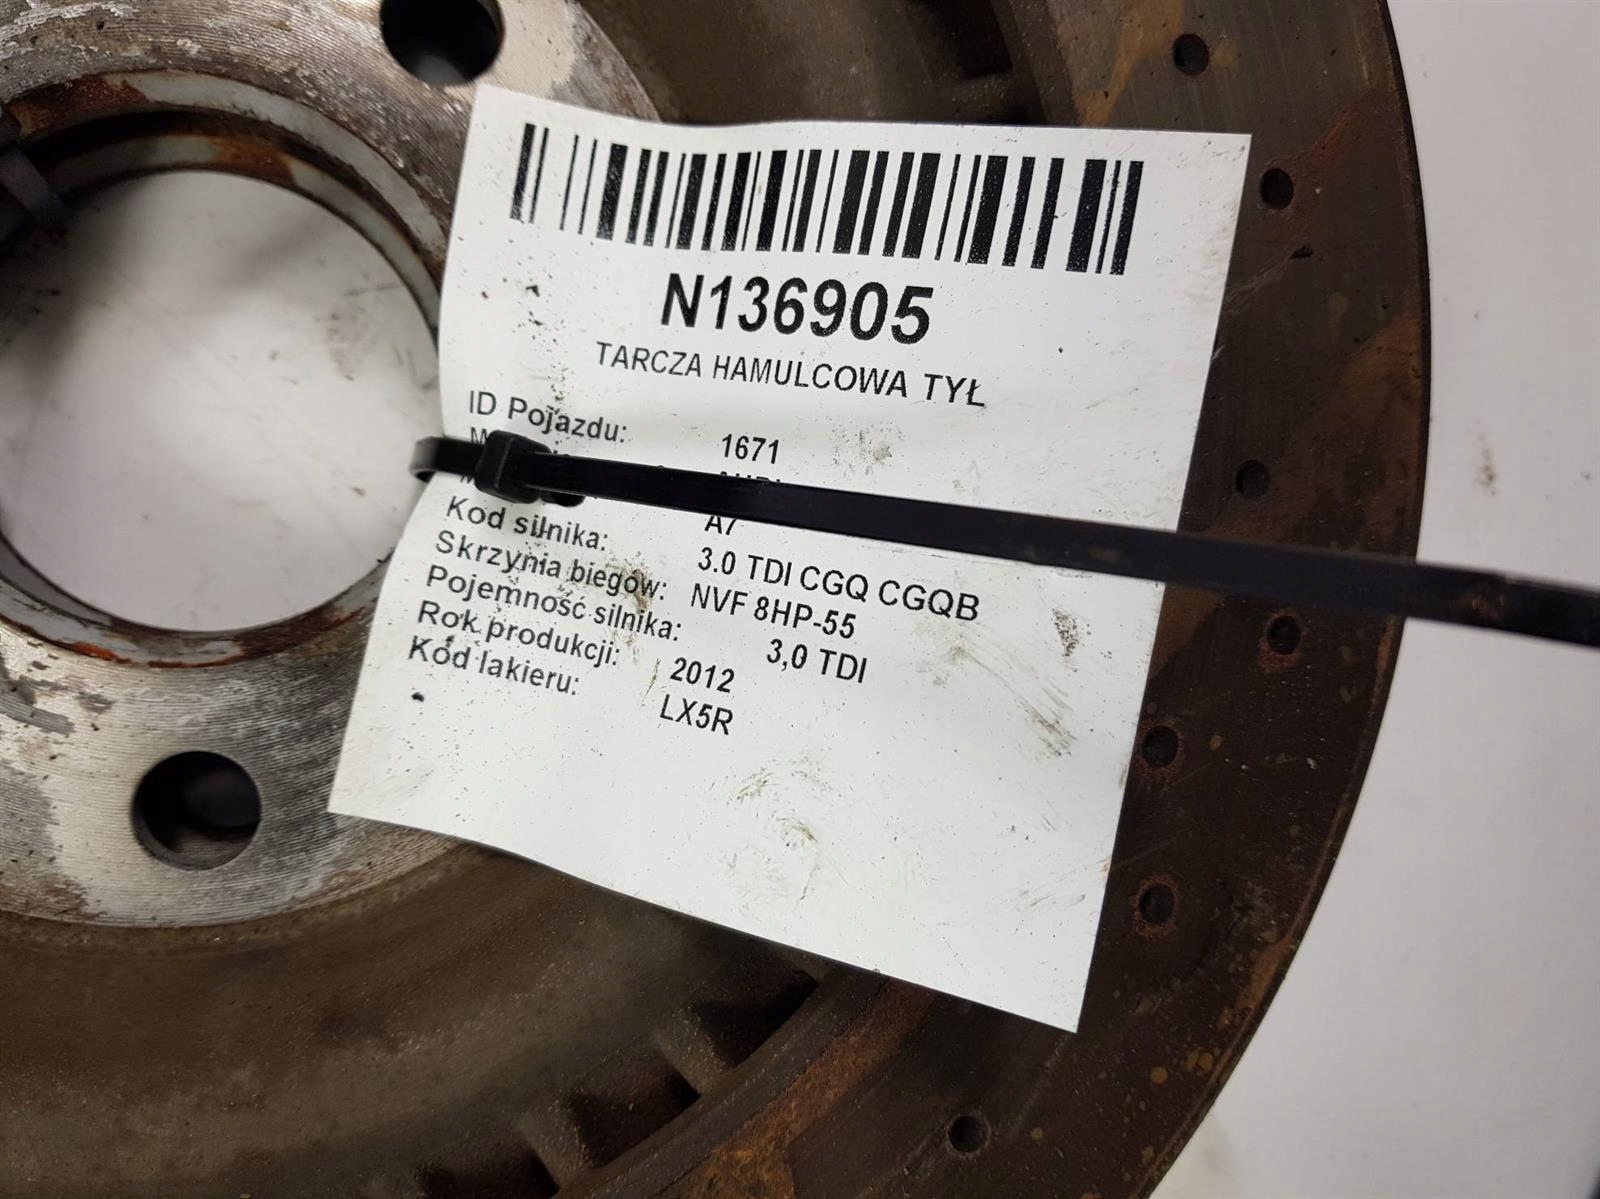 N136905
TARCZA HAMULCOWA TYŁ
ID Pojazdu: 1671
A7
Kod silnika: 3.0 TDI CGQ CGQB
Skrzynia biegów: NVF 8HP-55
Pojemność silnika: 3,0 TDI
Rok produkcji: 2012
Kod lakieru: LX5R